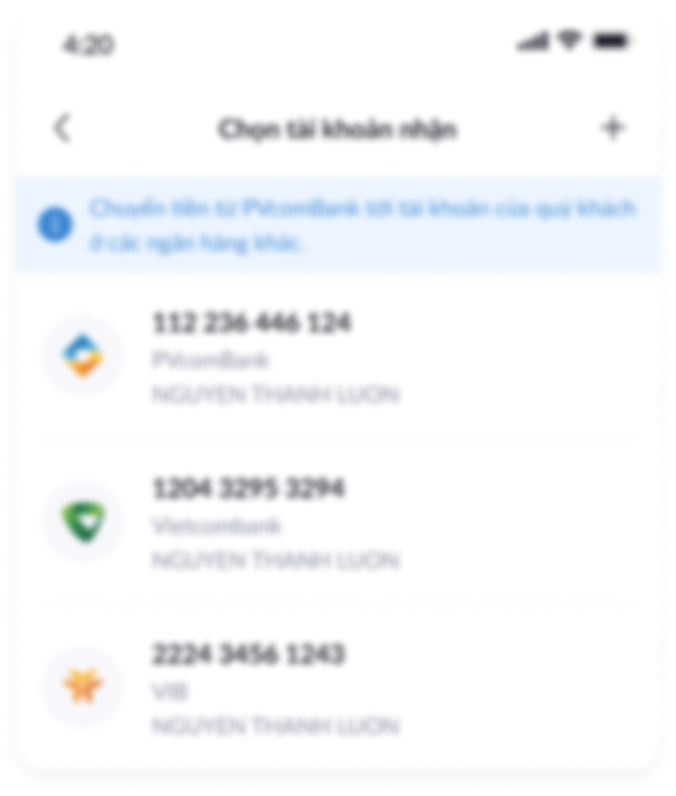 4:20
Chọn tài khoản nhận
Chuyển tiền từ PVcomBank tới tài khoản của quý khách
ở các ngân hàng khác.
112 236 446 124
PVcomBank
NGUYEN THANH LUON
1204 3295 3294
Vietcombank
NGUYEN THANH LUON
2224 3456 1243
VIB
NGUYEN THANH LUON